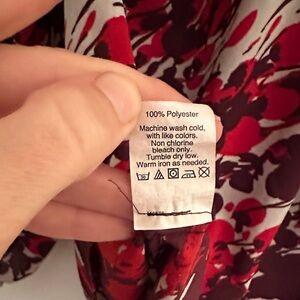 100% Polyester
Machine wash cold,
with like colors.
Non chlorine
bleach only.
Tumble dry low.
Warm iron as needed.